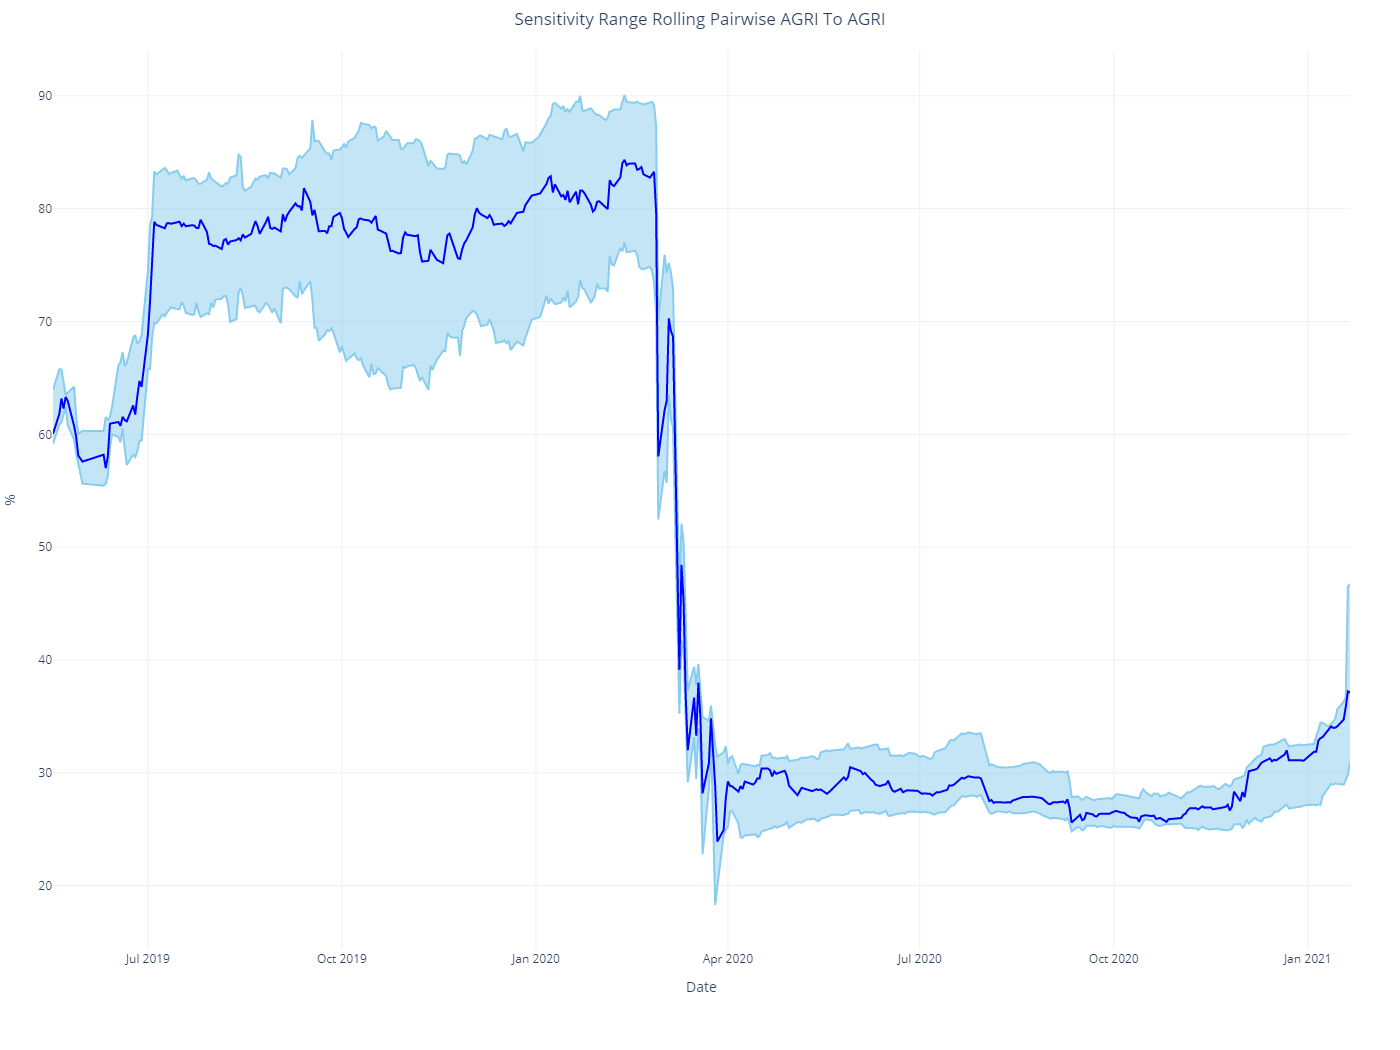 Sensitivity Range Rolling Pairwise AGRI To AGRI
90
80
70
60
50
40
30
20
%
Jul 2019
Oct 2019
Jan 2020
Apr 2020
Jul 2020
Oct 2020
Jan 2021
Date